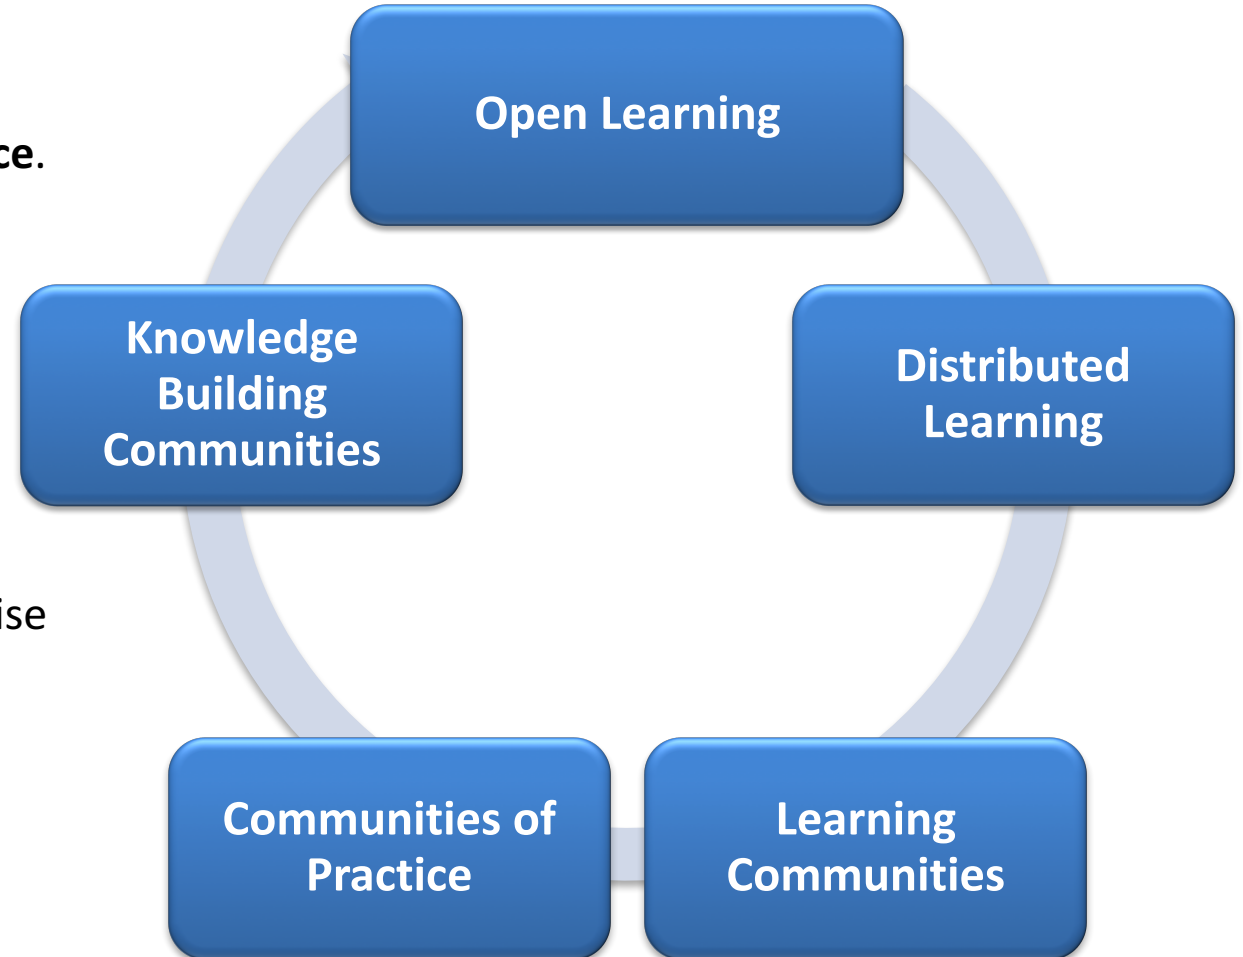 Open Learning
ce.
Knowledge
Building
Communities
Distributed
Learning
ise
Communities of
Practice
Learning
Communities